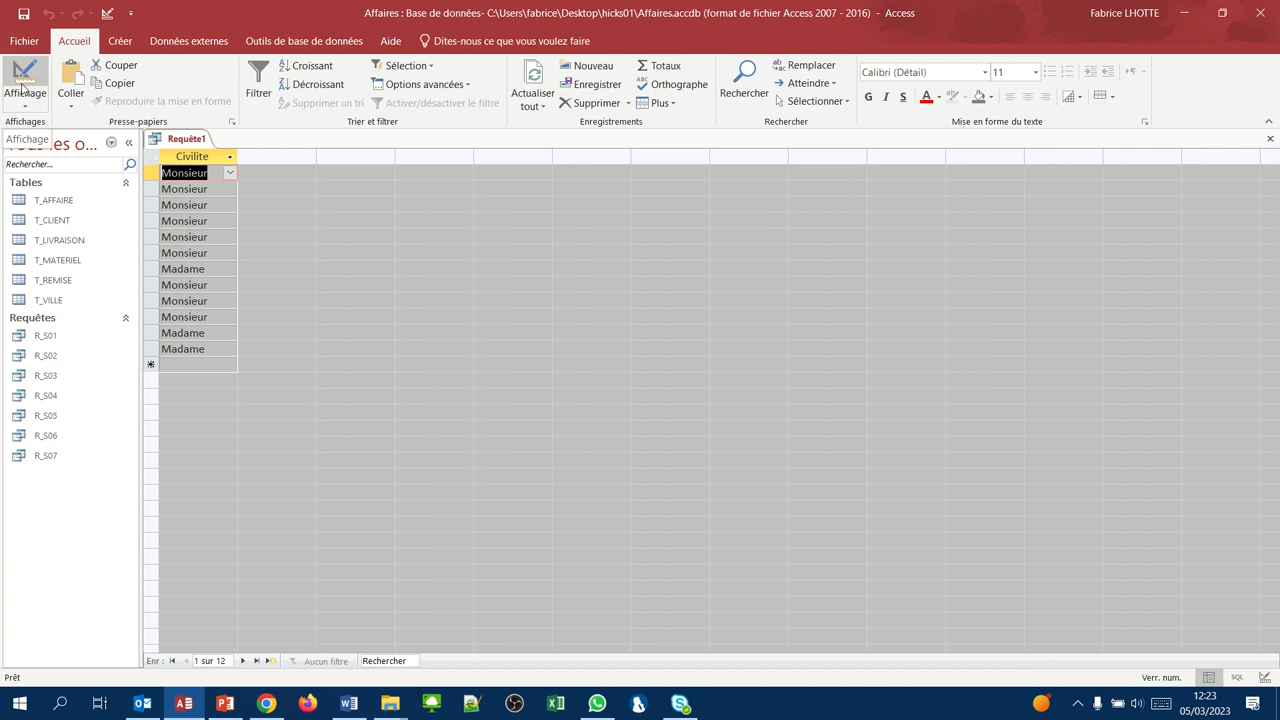 Affaires : Base de données- C:\Users\fabrice\Desktop\hicks01\Affaires.accdb (format de fichier Access 2007 - 2016) - Access
Fabrice LHOTTE
Fichier Accueil Créer Données externes Outils de base de données Aide Dites-nous ce que vous voulez faire
Affichage
Coller
Couper
Copier
Reproduire la mise en forme
Filtrer
Croissant
Décroissant
Supprimer un tri
Sélection
Options avancées
Activer/désactiver le filtre
Actualiser
tout
Nouveau
Enregistrer
Supprimer
Totaux
Orthographe
Plus
Rechercher
Remplacer
Atteindre
Sélectionner
Calibri (Détail) 11
G I S A
Affichages Presse-papiers Trier et filtrer Enregistrements Rechercher Mise en forme du texte
Affichage
Rechercher...
Tables
T_AFFAIRE
T_CLIENT
T_LIVRAISON
T_MATERIEL
T_REMISE
T_VILLE
Requêtes
R_S01
R_S02
R_S03
R_S04
R_S05
R_S06
R_S07
Requête1
Civilite
Monsieur
Monsieur
Monsieur
Monsieur
Monsieur
Monsieur
Madame
Monsieur
Monsieur
Monsieur
Madame
Madame
Enr : 1 sur 12 Aucun filtre Rechercher
Prêt
Verr. num. SQL
12:23
05/03/2023